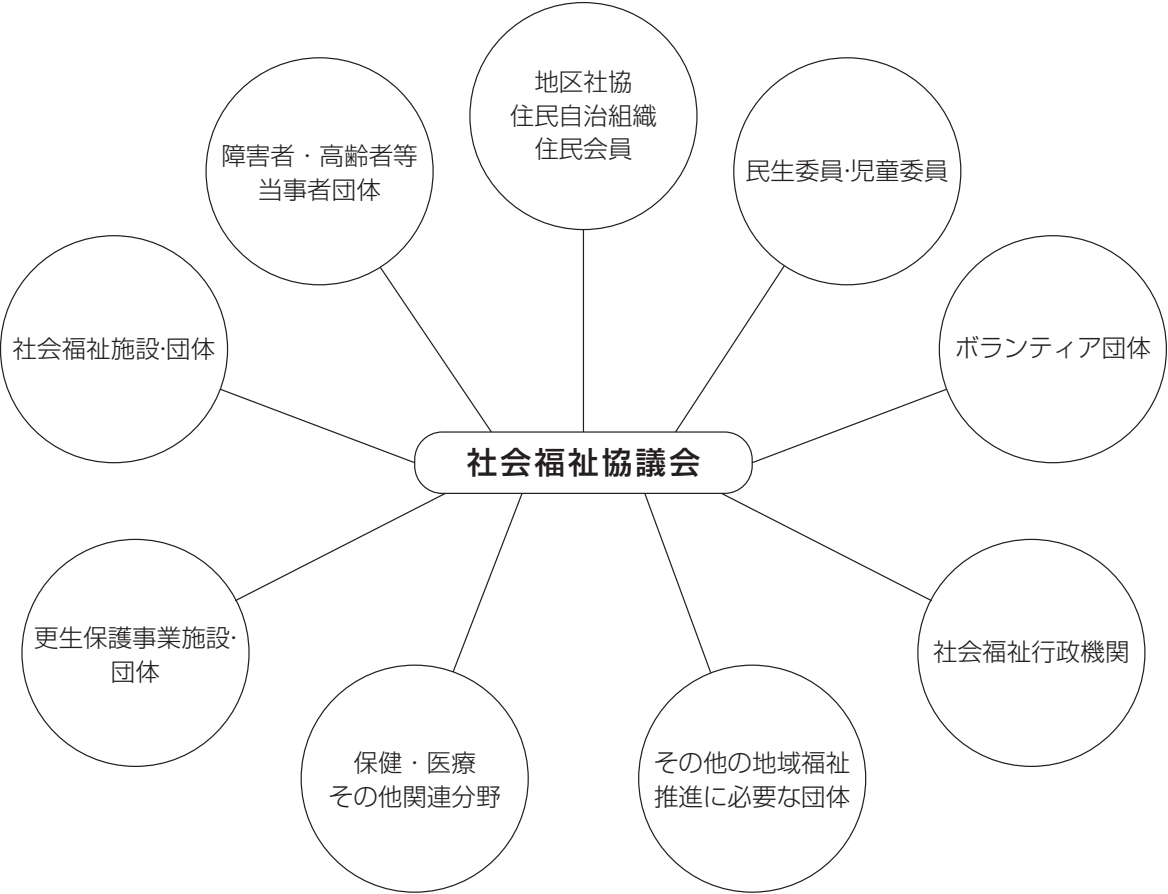 地区社協
住民自治組織
住民会員
障害者・高齢者等
当事者団体
民生委員·児童委員
社会福祉施設·団体
ボランティア団体
社会福祉協議会
更生保護事業施設·
団体
社会福祉行政機関
保健・医療
その他関連分野
その他の地域福祉
推進に必要な団体